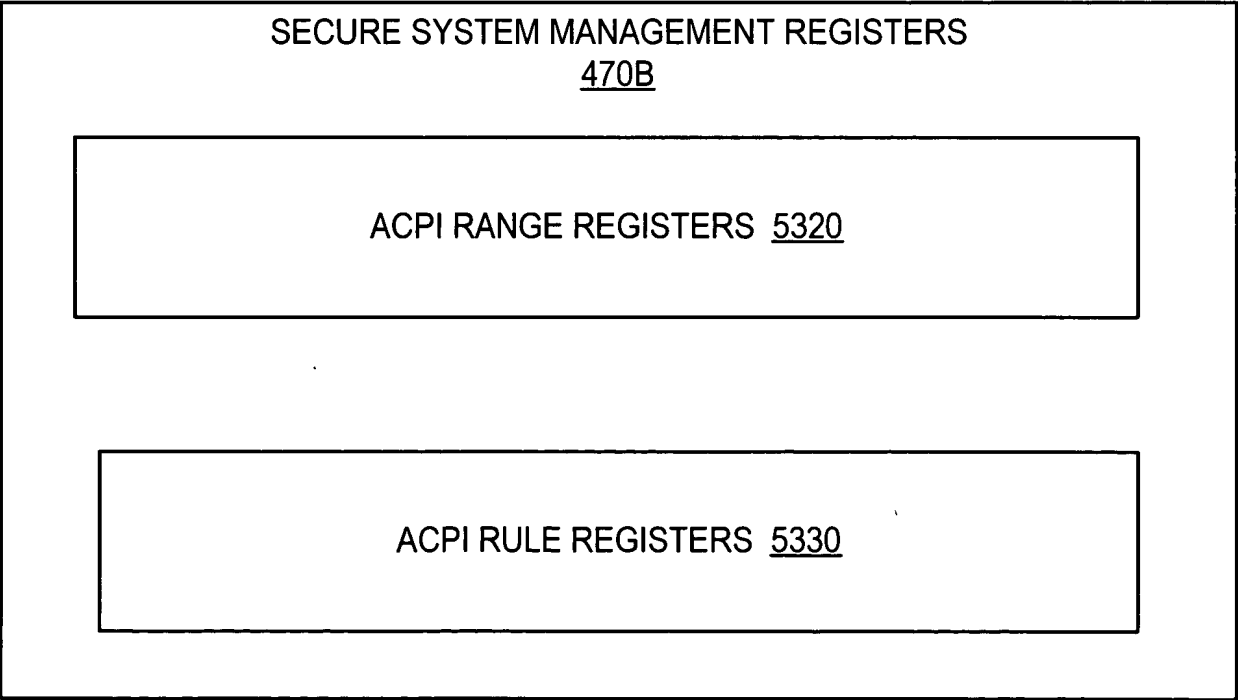 SECURE SYSTEM MANAGEMENT REGISTERS
470B
ACPI RANGE REGISTERS 5320
ACPI RULE REGISTERS 5330